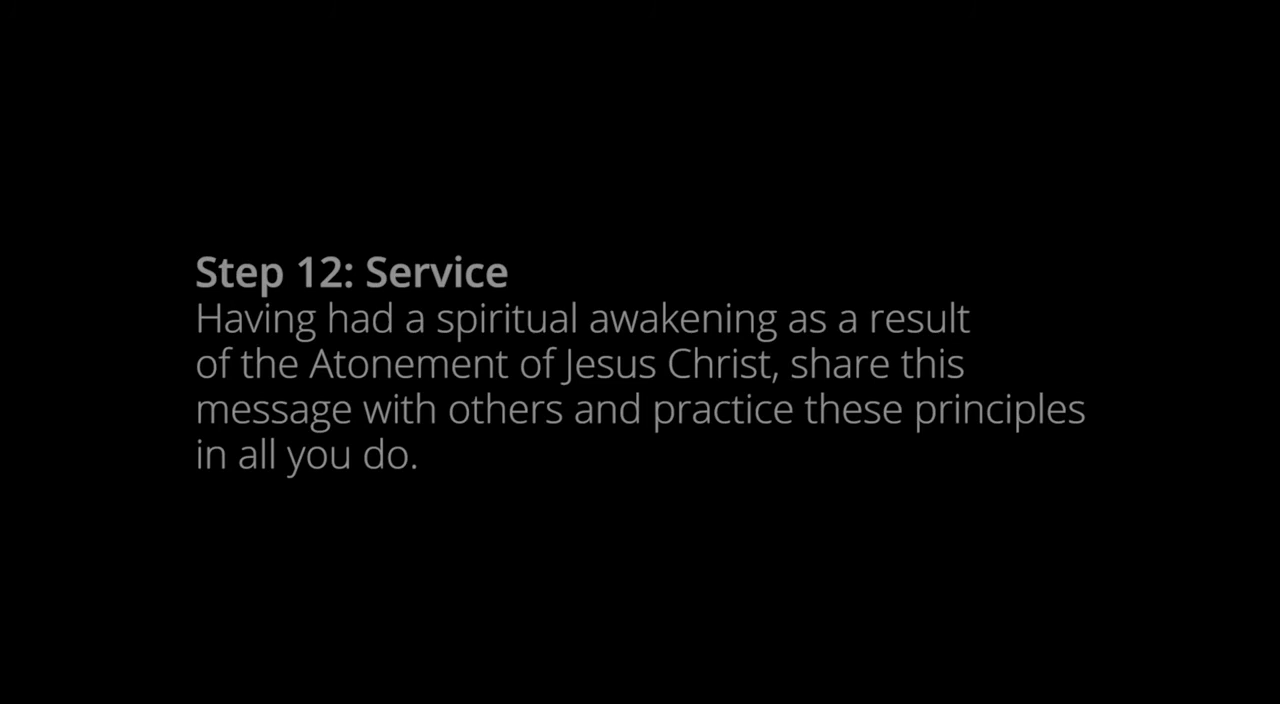 Step 12: Service
Having had a spiritual awakening as a result
of the Atonement of Jesus Christ, share this
message with others and practice these principles
in all you do.